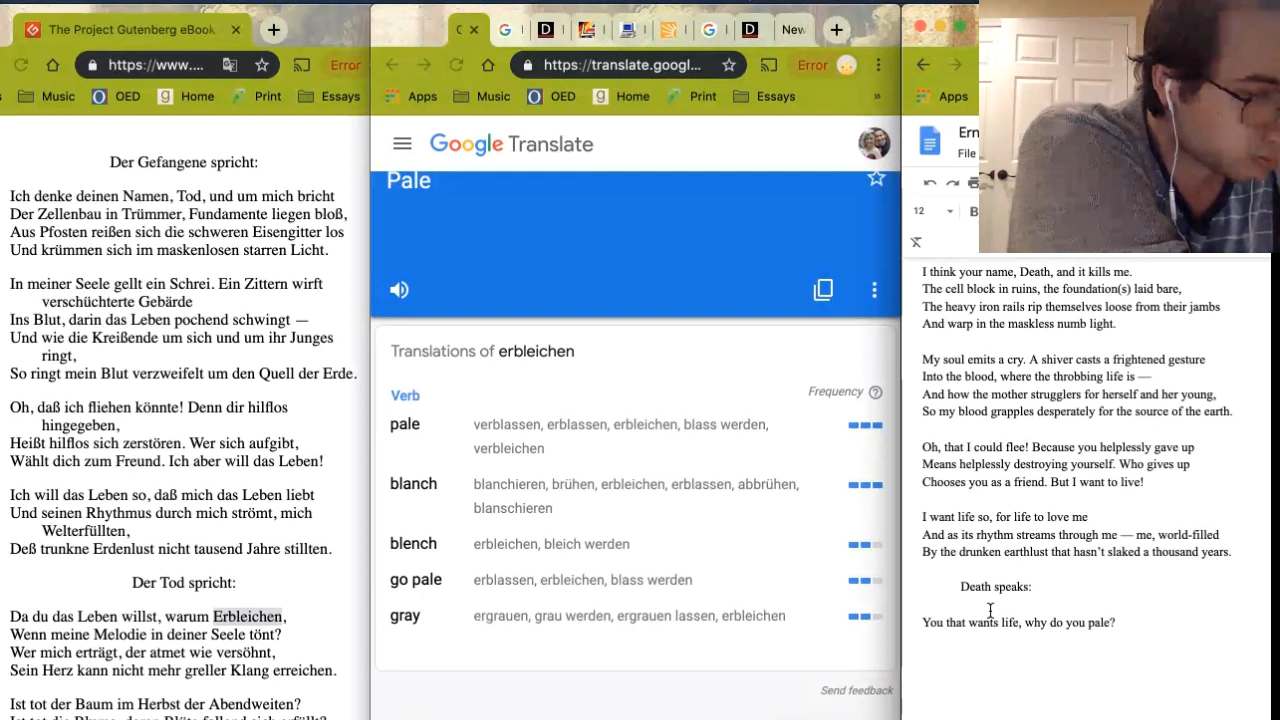 The Project Gutenberg eBook
New
https://www....
Error
https://translate.googl...
Error
Music
OED
Home
Print
Essays
Apps
Music
OED
Home
Print
Essays
»
Apps
Der Gefangene spricht:
Ich denke deinen Namen, Tod, und um mich bricht
Der Zellenbau in Trümmer, Fundamente liegen bloß,
Aus Pfosten reißen sich die schweren Eisengitter los
Und krümmen sich im maskenlosen starren Licht.
In meiner Seele gellt ein Schrei. Ein Zittern wirft
verschüchterte Gebärde
Ins Blut, darin das Leben pochend schwingt —
Und wie die Kreißende um sich und um ihr Junges
ringt,
So ringt mein Blut verzweifelt um den Quell der Erde.
Oh, daß ich fliehen könnte! Denn dir hilflos
hingegeben,
Heißt hilflos sich zerstören. Wer sich aufgibt,
Wählt dich zum Freund. Ich aber will das Leben!
Ich will das Leben so, daß mich das Leben liebt
Und seinen Rhythmus durch mich strömt, mich
Welterfüllten,
Deß trunkne Erdenlust nicht tausend Jahre stillten.
Der Tod spricht:
Da du das Leben willst, warum Erbleichen,
Wenn meine Melodie in deiner Seele tönt?
Wer mich erträgt, der atmet wie versöhnt,
Sein Herz kann nicht mehr greller Klang erreichen.
Ist tot der Baum im Herbst der Abendweiten?
Google Translate
Pale
Translations of erbleichen
Verb
Frequency
pale
verblassen, erblassen, erbleichen, blass werden,
verbleichen
blanch
blanchieren, brühen, erbleichen, erblassen, abbrühen,
blanschieren
blench
erbleichen, bleich werden
go pale
erblassen, erbleichen, blass werden
gray
ergrauen, grau werden, ergrauen lassen, erbleichen
Send feedback
Ern
File
12
B
I think your name, Death, and it kills me.
The cell block in ruins, the foundation(s) laid bare,
The heavy iron rails rip themselves loose from their jambs
And warp in the maskless numb light.
My soul emits a cry. A shiver casts a frightened gesture
Into the blood, where the throbbing life is —
And how the mother strugglers for herself and her young,
So my blood grapples desperately for the source of the earth.
Oh, that I could flee! Because you helplessly gave up
Means helplessly destroying yourself. Who gives up
Chooses you as a friend. But I want to live!
I want life so, for life to love me
And as its rhythm streams through me — me, world-filled
By the drunken earthlust that hasn't slaked a thousand years.
Death speaks:
You that wants life, why do you pale?